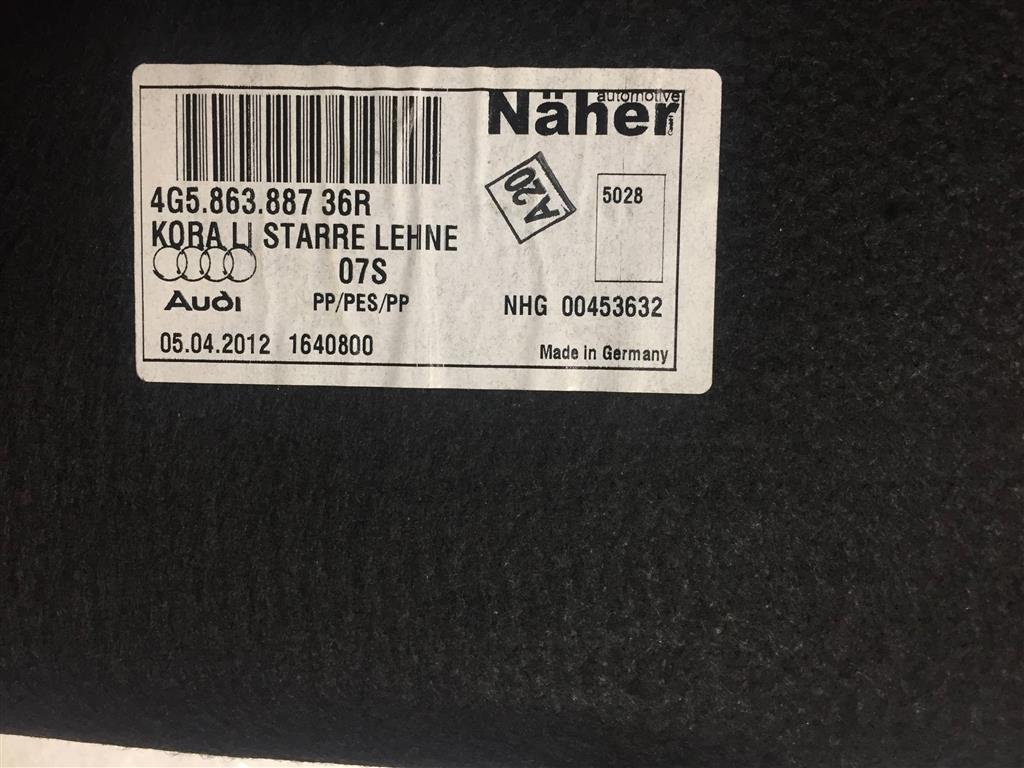 automotive
Näher
A20
5028
4G5.863.887 36R
KORA LI STARRE LEHNE
07S
Audi PP/PES/PP NHG 00453632
05.04.2012 1640800 Made in Germany